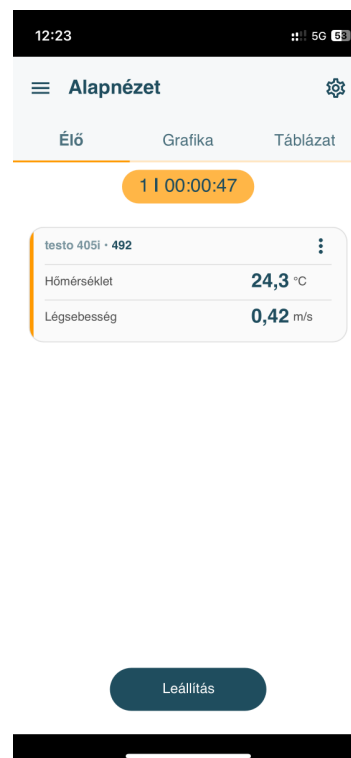 12:23 5G 53
Alapnézet
Élő Grafika Táblázat
1 | 00:00:47
testo 405i · 492
Hőmérséklet 24,3 °C
Légsebesség 0,42 m/s
Leállítás